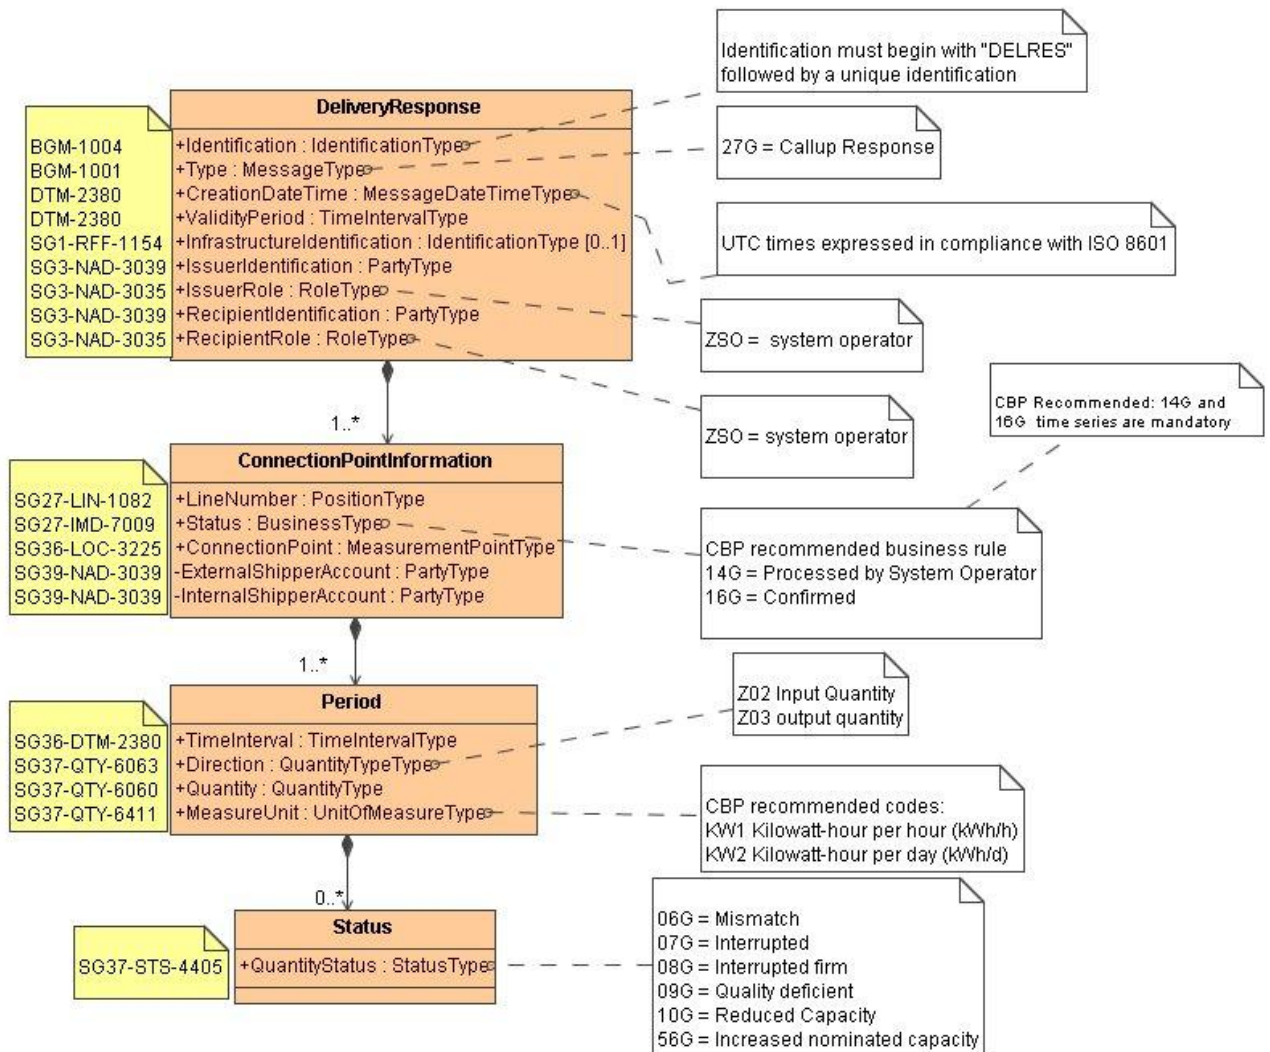 Identification must begin with "DELRES"
followed by a unique identification
DeliveryResponse
BGM-1004
BGM-1001
DTM-2380
DTM-2380
SG1-RFF-1154
SG3-NAD-3039
SG3-NAD-3035
SG3-NAD-3039
SG3-NAD-3035
+Identification : IdentificationType
+Type : MessageType
+CreationDateTime : MessageDateTimeType
+ValidityPeriod : TimeIntervalType
+InfrastructureIdentification : IdentificationType [0..1]
+IssuerIdentification : PartyType
+IssuerRole : RoleType
+RecipientIdentification : PartyType
+RecipientRole : RoleType
27G = Callup Response
UTC times expressed in compliance with ISO 8601
ZSO = system operator
ZSO = system operator
CBP Recommended: 14G and
16G time series are mandatory
1..*
ConnectionPointInformation
SG27-LIN-1082
SG27-IMD-7009
SG36-LOC-3225
SG39-NAD-3039
SG39-NAD-3039
+LineNumber : PositionType
+Status : BusinessType
+ConnectionPoint : MeasurementPointType
-ExternalShipperAccount : PartyType
-InternalShipperAccount : PartyType
CBP recommended business rule
14G = Processed by System Operator
16G = Confirmed
1..*
Period
SG36-DTM-2380
SG37-QTY-6063
SG37-QTY-6060
SG37-QTY-6411
+TimeInterval : TimeIntervalType
+Direction : QuantityTypeType
+Quantity : QuantityType
+MeasureUnit : UnitOfMeasureType
Z02 Input Quantity
Z03 output quantity
CBP recommended codes:
KW1 Kilowatt-hour per hour (kWh/h)
KW2 Kilowatt-hour per day (kWh/d)
0..*
Status
SG37-STS-4405
+QuantityStatus : StatusType
06G = Mismatch
07G = Interrupted
08G = Interrupted firm
09G = Quality deficient
10G = Reduced Capacity
56G = Increased nominated capacity